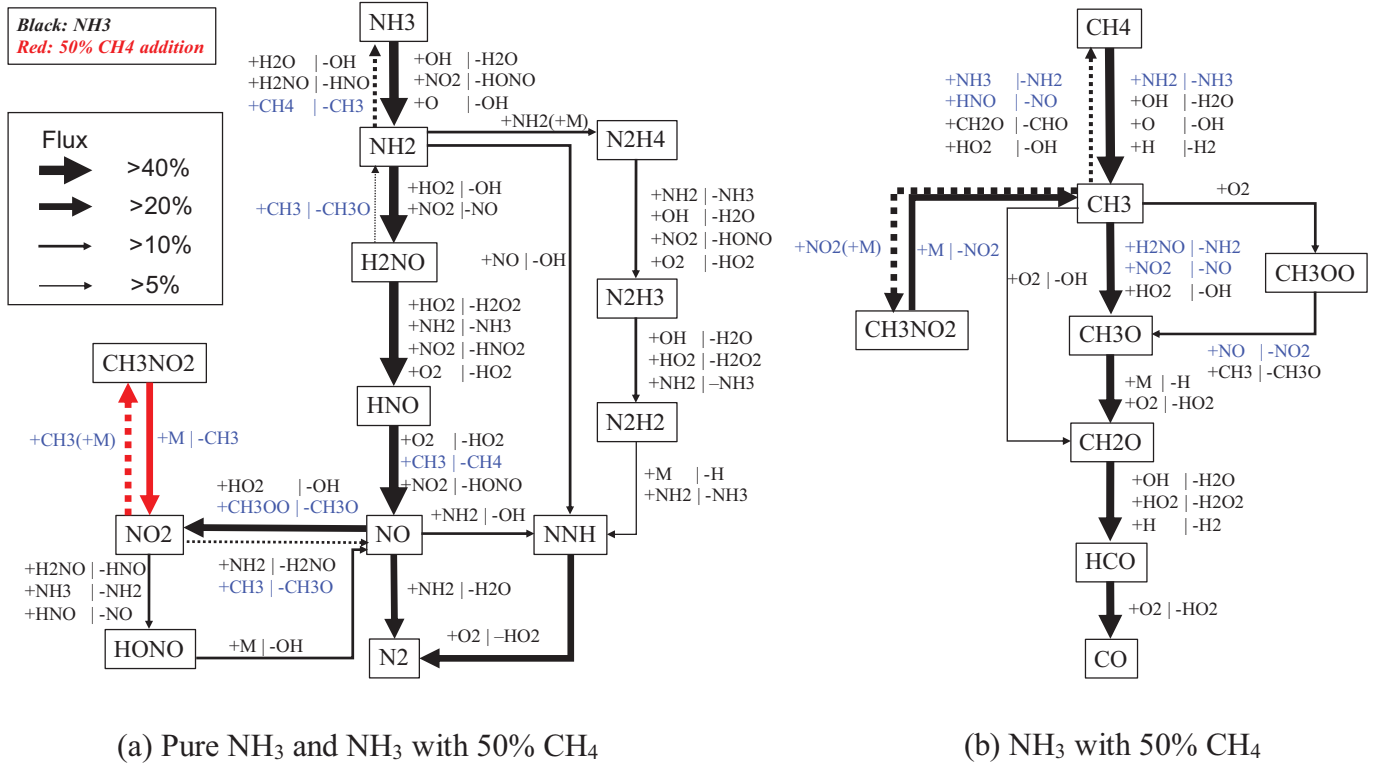 Black: NH3
Red: 50% CH4 addition
Flux
>40%
>20%
>10%
>5%
NH3
+H2O | -OH
+H2NO | -HNO
+CH4 | -CH3
+OH | -H2O
+NO2 | -HONO
+O | -OH
NH2
+NH2(+M)
N2H4
+CH3 | -CH3O
+HO2 | -OH
+NO2 | -NO
+NH2 | -NH3
+OH | -H2O
+NO2 | -HONO
+O2 | -HO2
H2NO
+NO | -OH
N2H3
+HO2 | -H2O2
+NH2 | -NH3
+NO2 | -HNO2
+O2 | -HO2
+OH | -H2O
+HO2 | -H2O2
+NH2 | –NH3
CH3NO2
HNO
N2H2
+CH3(+M)
+M | -CH3
+O2 | -HO2
+CH3 | -CH4
+NO2 | -HONO
+M | -H
+NH2 | -NH3
+HO2 | -OH
+CH3OO | -CH3O
NO2
NO
+NH2 | -OH
NNH
+H2NO | -HNO
+NH3 | -NH2
+HNO | -NO
+NH2 | -H2NO
+CH3 | -CH3O
+NH2 | -H2O
HONO
+M | -OH
N2
+O2 | –HO2
(a) Pure NH3 and NH3 with 50% CH4
CH4
+NH3 | -NH2
+HNO | -NO
+CH2O | -CHO
+HO2 | -OH
+NH2 | -NH3
+OH | -H2O
+O | -OH
+H | -H2
CH3
+O2
+NO2(+M)
+M | -NO2
+O2 | -OH
+H2NO | -NH2
+NO2 | -NO
+HO2 | -OH
CH3OO
CH3NO2
CH3O
+NO | -NO2
+CH3 | -CH3O
+M | -H
+O2 | -HO2
CH2O
+OH | -H2O
+HO2 | -H2O2
+H | -H2
HCO
+O2 | -HO2
CO
(b) NH3 with 50% CH4